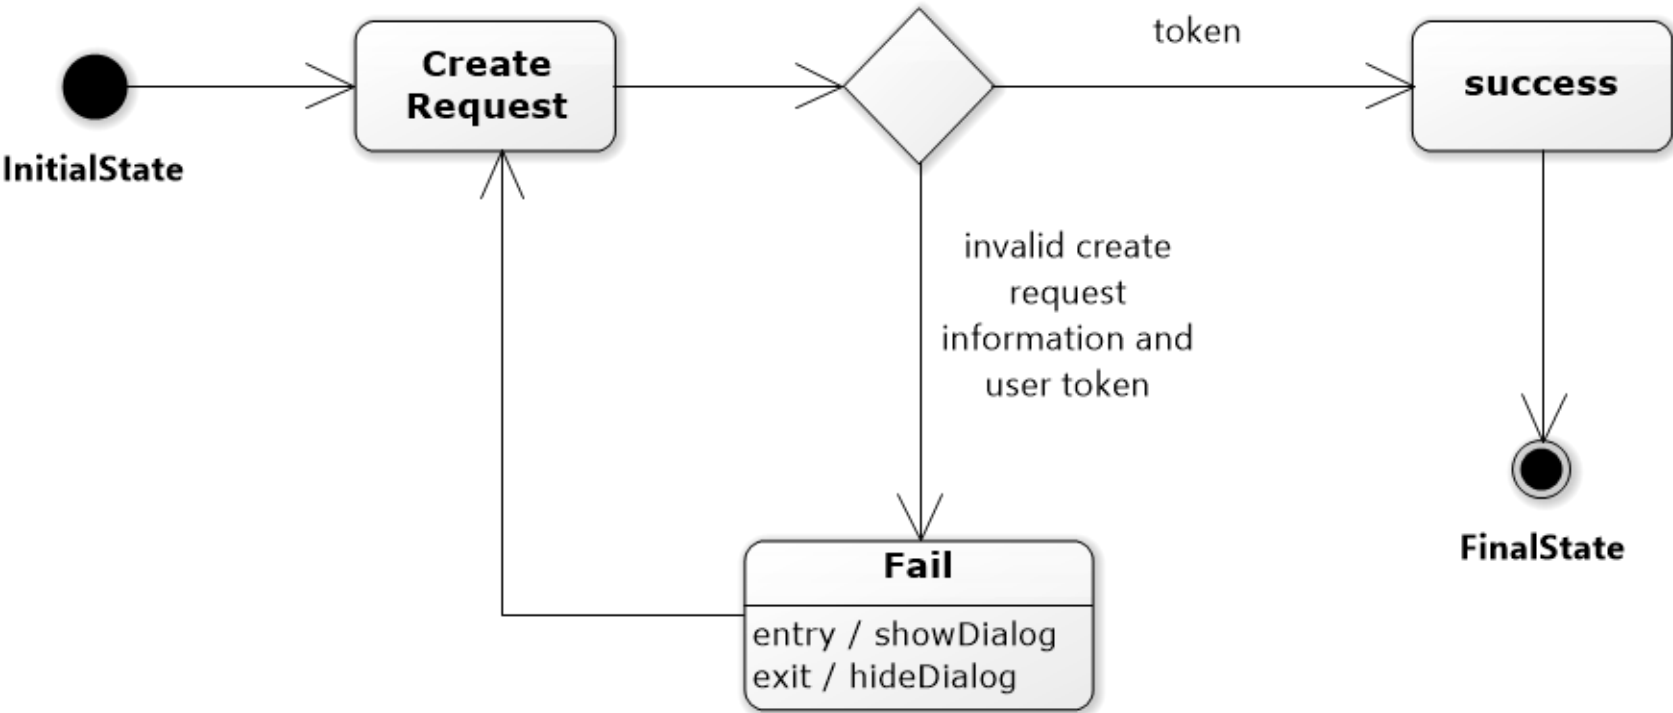 InitialState
Create
Request
token
success
invalid create
request
information and
user token
Fail
entry / showDialog
exit / hideDialog
FinalState